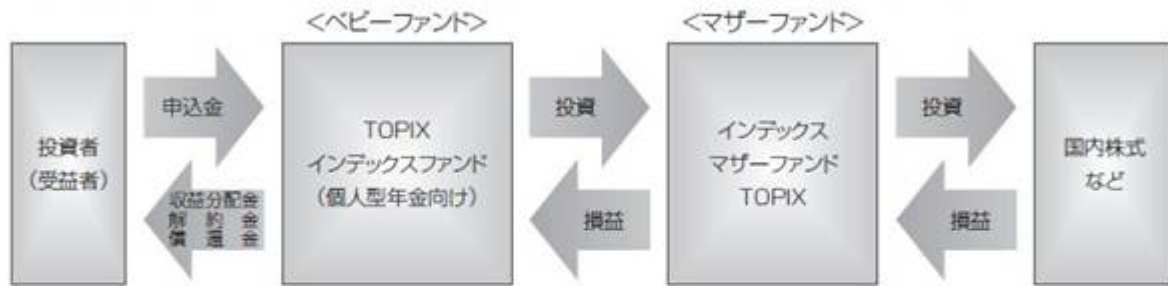 <ベビーファンド>
<マザーファンド>
投資者
(受益者)
申込金
収益分配金
解約金
償還金
TOPIX
インデックスファンド
(個人型年金向け)
投資
損益
インデックス
マザーファンド
TOPIX
投資
損益
国内株式
など